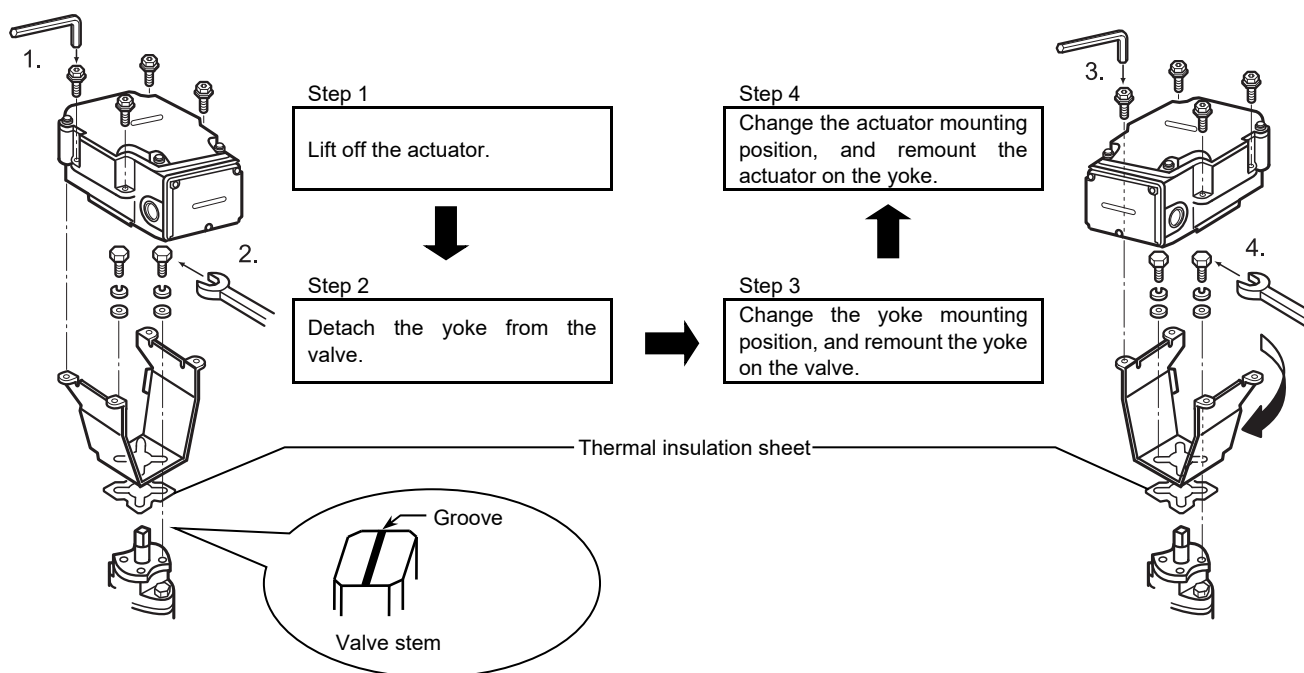 1.
2.
Step 1
Lift off the actuator.
Step 2
Detach the yoke from the
valve.
Step 4
Change the actuator mounting
position, and remount the
actuator on the yoke.
Step 3
Change the yoke mounting
position, and remount the yoke
on the valve.
3.
4.
Thermal insulation sheet
Groove
Valve stem